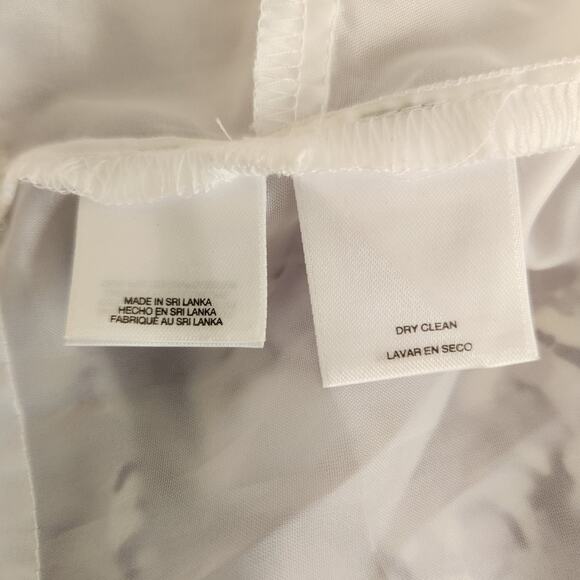 MADE IN SRI LANKA
HECHO EN SRI LANKA
FABRIQUÉ AU SRI LANKA
DRY CLEAN
LAVAR EN SECO